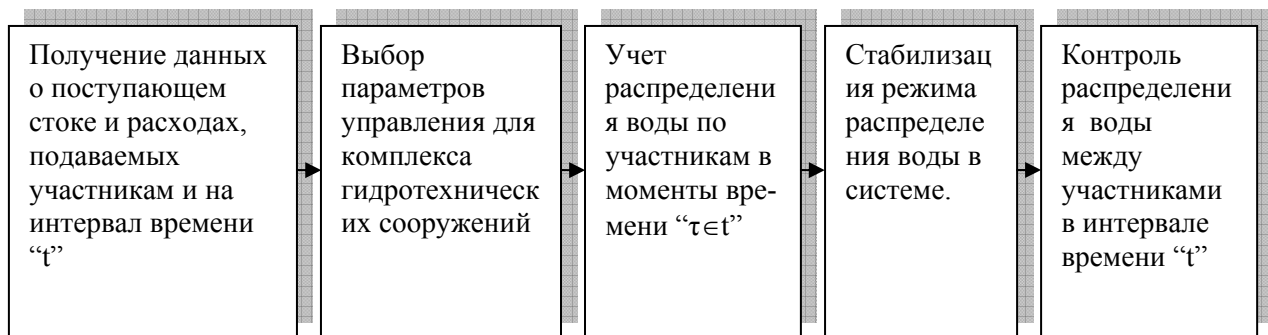 Получение данных
о поступающем
стоке и расходах,
подаваемых
участникам и на
интервал времени
“t”
Выбор
параметров
управления для
комплекса
гидротехническ
их сооружений
Учет
распределени
я воды по
участникам в
моменты вре-
мени “τ∈t”
Стабилизац
ия режима
распределе
ния воды в
системе.
Контроль
распределени
я воды
между
участниками
в интервале
времени “t”